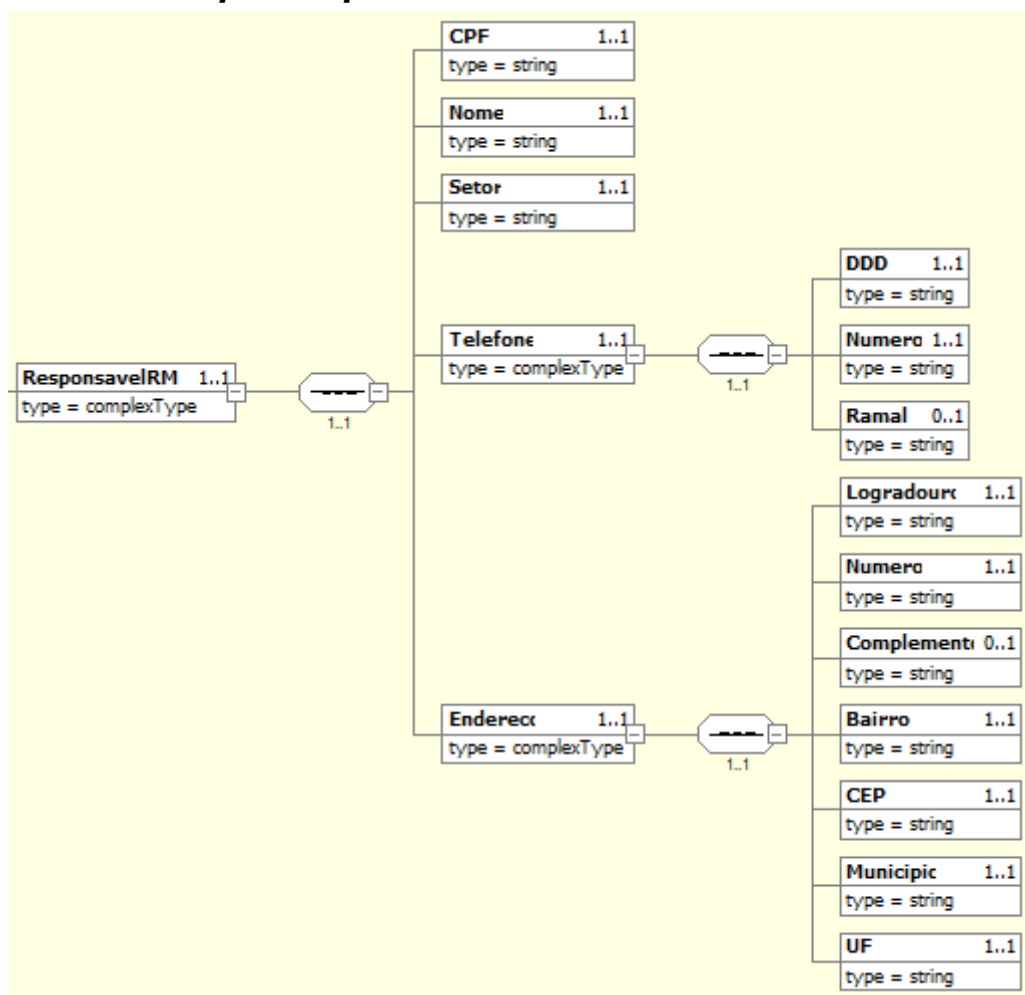 ResponsavelRM 1..1
type = complexType
1..1
CPF 1..1
type = string
Nome 1..1
type = string
Setor 1..1
type = string
Telefone 1..1
type = complexType
1..1
DDD 1..1
type = string
Numero 1..1
type = string
Ramal 0..1
type = string
Enderec 1..1
type = complexType
1..1
Logradouro 1..1
type = string
Numero 1..1
type = string
Complement 0..1
type = string
Bairro 1..1
type = string
CEP 1..1
type = string
Municipio 1..1
type = string
UF 1..1
type = string